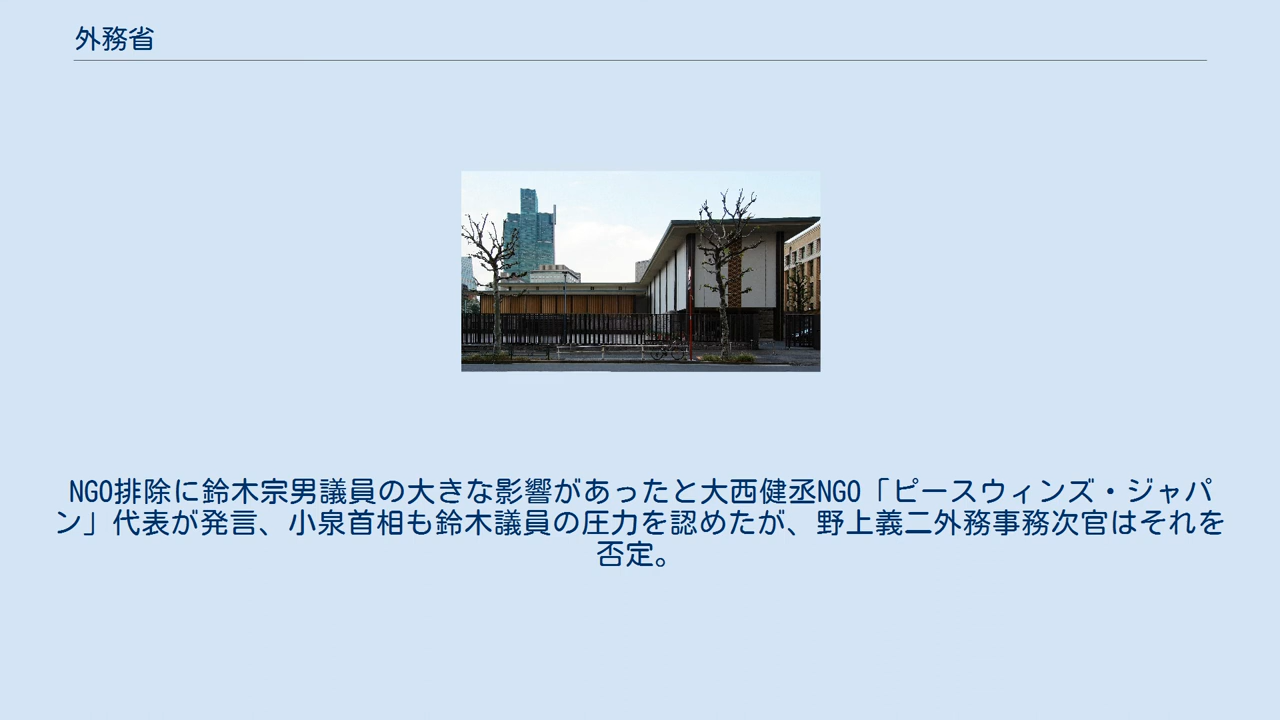 外務省
NGO排除に鈴木宗男議員の大きな影響があったと大西健丞NGO「ピースウィンズ・ジャパ
ン」代表が発言、小泉首相も鈴木議員の圧力を認めたが、野上義二外務事務次官はそれを
否定。